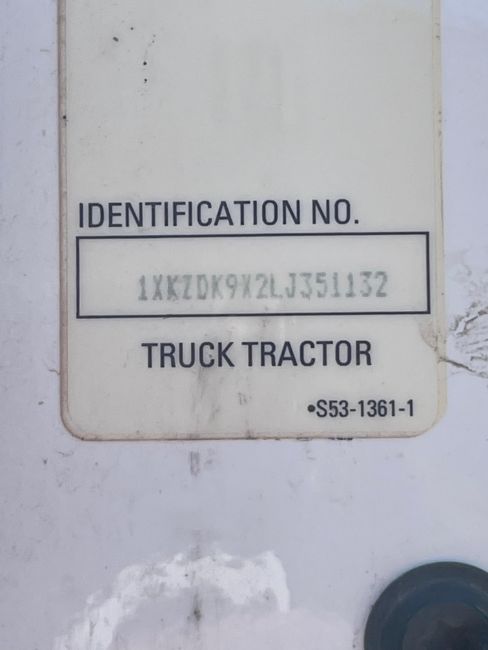 IDENTIFICATION NO.
1XKZDK9X2LJ351132
TRUCK TRACTOR
•S53-1361-1